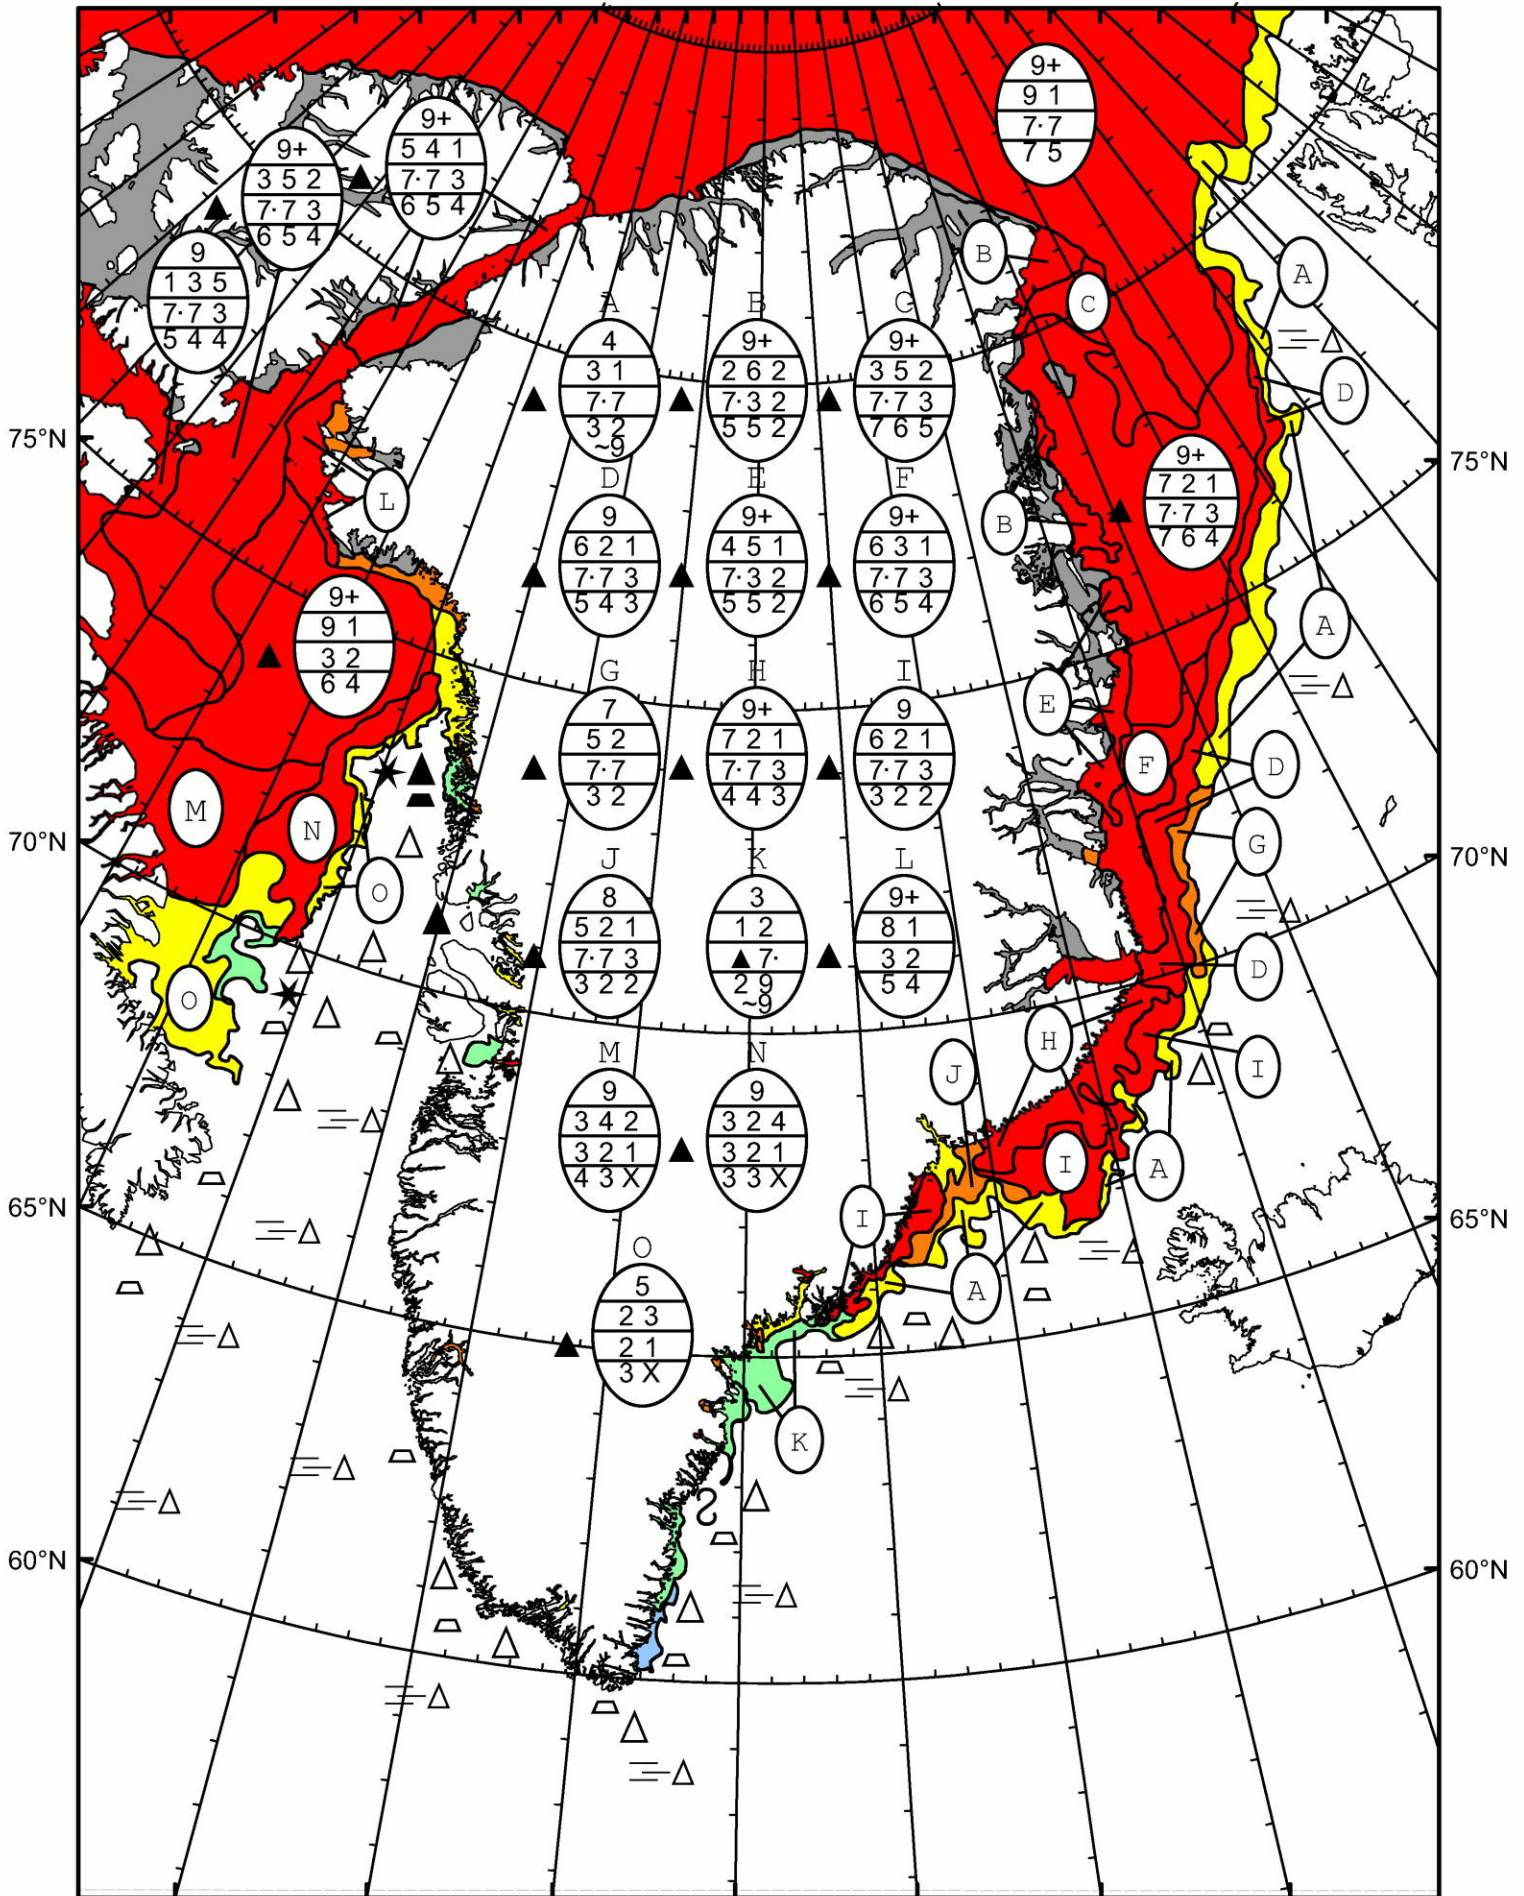 9+
9 1
7·7
7 5
9+
5 4 1
7·7 3
6 5 4
9+
3 5 2
7·7 3
6 5 4
9
1 3 5
7·7 3
5 4 4
B
A
C
A
4
3 1
7·7
3 2
~9
B
9+
2 6 2
7·3 2
5 5 2
C
9+
3 5 2
7·7 3
7 6 5
D
75°N
75°N
L
9+
7 2 1
7·7 3
7 6 4
B
D
9
6 2 1
7·7 3
5 4 3
E
9+
4 5 1
7·3 2
5 5 2
F
9+
6 3 1
7·7 3
6 5 4
9+
9 1
3 2
6 4
A
E
G
7
5 2
7·7
3 2
H
9+
7 2 1
7·7 3
4 4 3
I
9
6 2 1
7·7 3
3 2 2
F
D
M
N
70°N
70°N
G
O
J
8
5 2 1
7·7 3
3 2 2
K
3
1 2
▲ 7·
2 9
~9
L
9+
8 1
3 2
5 4
D
O
H
I
J
M
9
3 4 2
3 2 1
4 3 X
N
9
3 2 4
3 2 1
3 3 X
I
A
65°N
65°N
I
O
5
2 3
2 1
3 X
A
K
60°N
60°N